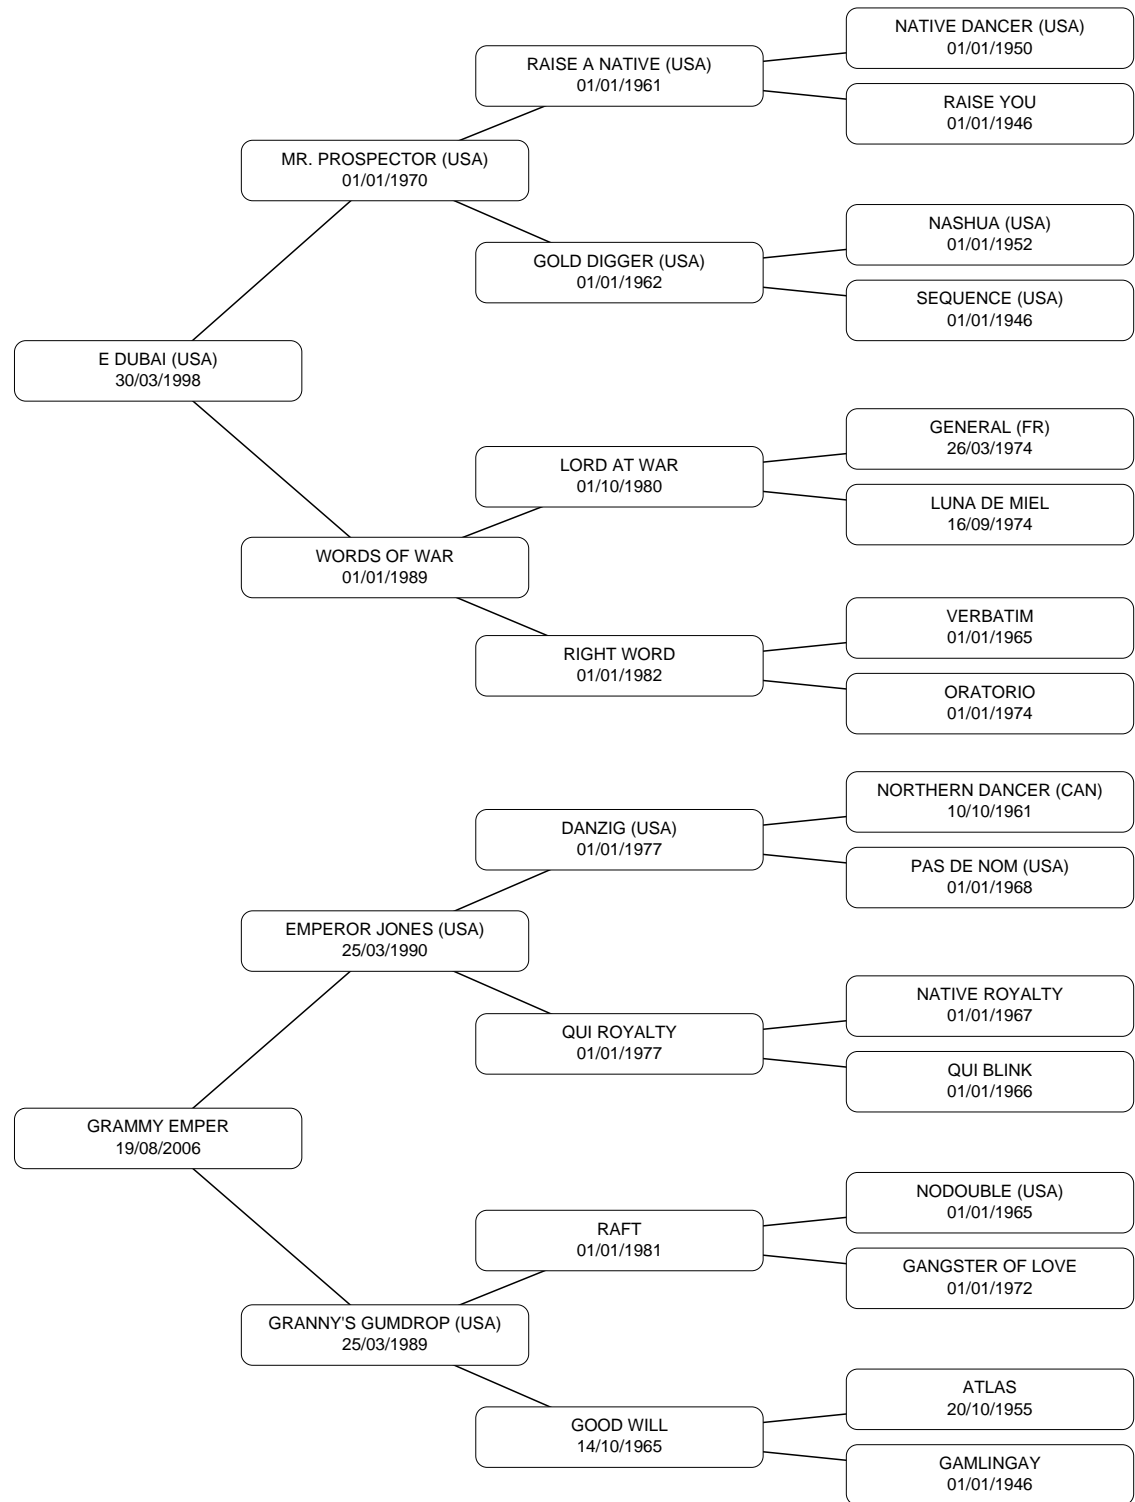 NATIVE DANCER (USA)
01/01/1950
RAISE A NATIVE (USA)
01/01/1961
RAISE YOU
01/01/1946
MR. PROSPECTOR (USA)
01/01/1970
NASHUA (USA)
01/01/1952
GOLD DIGGER (USA)
01/01/1962
SEQUENCE (USA)
01/01/1946
E DUBAI (USA)
30/03/1998
GENERAL (FR)
26/03/1974
LORD AT WAR
01/10/1980
LUNA DE MIEL
16/09/1974
WORDS OF WAR
01/01/1989
VERBATIM
01/01/1965
RIGHT WORD
01/01/1982
ORATORIO
01/01/1974
NORTHERN DANCER (CAN)
10/10/1961
DANZIG (USA)
01/01/1977
PAS DE NOM (USA)
01/01/1968
EMPEROR JONES (USA)
25/03/1990
NATIVE ROYALTY
01/01/1967
QUI ROYALTY
01/01/1977
QUI BLINK
01/01/1966
GRAMMY EMPER
19/08/2006
NODOUBLE (USA)
01/01/1965
RAFT
01/01/1981
GANGSTER OF LOVE
01/01/1972
GRANNY'S GUMDROP (USA)
25/03/1989
ATLAS
20/10/1955
GOOD WILL
14/10/1965
GAMLINGAY
01/01/1946